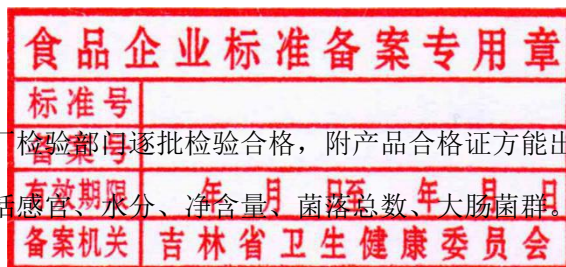 食品企业标准备案专用章
标准号
备案号
厂检验部门逐批检验合格，附产品合格证方能出
有效期限 年 月 日至 年 月 日
括感官、水分、净含量、菌落总数、大肠菌群。
备案机关 吉林省卫生健康委员会